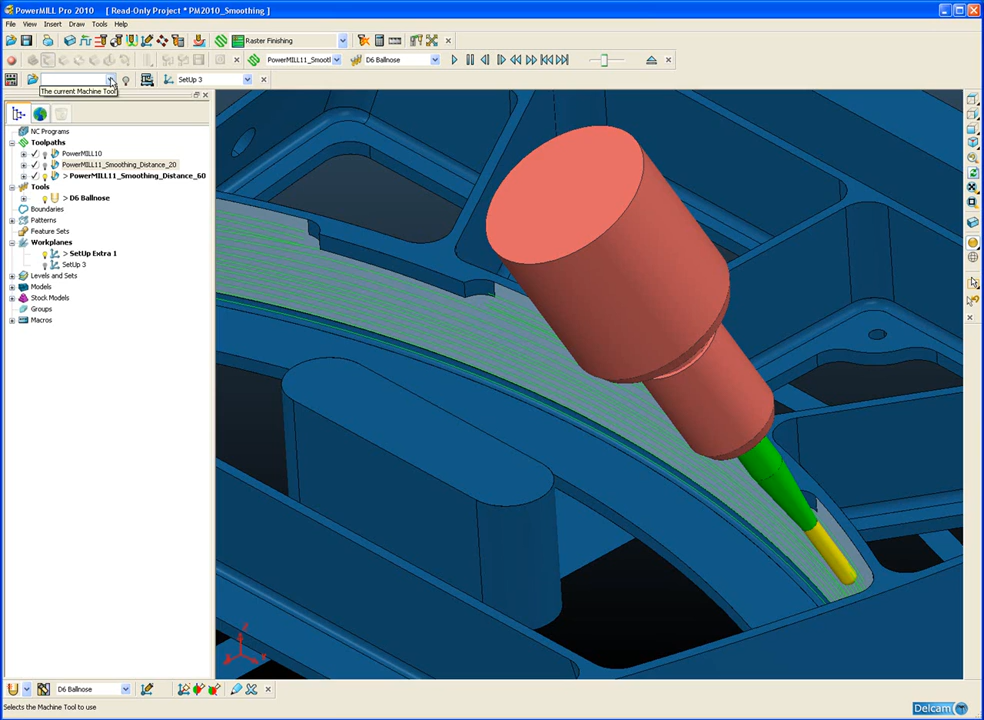 PowerMILL Pro 2010    [ Read-Only Project * PM2010_Smoothing ]
File View Insert Draw Tools Help
Raster Finishing
PowerMILL11_Smootl D6 Ballnose
SetUp 3
The current Machine Tool
NC Programs
Toolpaths
PowerMILL10
PowerMILL11_Smoothing_Distance_20
> PowerMILL11_Smoothing_Distance_60
Tools
> D6 Ballnose
Boundaries
Patterns
Feature Sets
Workplanes
> SetUp Extra 1
SetUp 3
Levels and Sets
Models
Stock Models
Groups
Macros
Z
X
D6 Ballnose
Selects the Machine Tool to use
Delcam